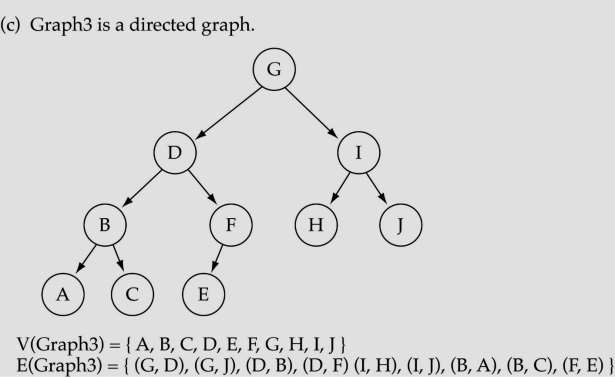 (c) Graph3 is a directed graph.
G
D I
B F H J
A C E
V(Graph3) = { A, B, C, D, E, F, G, H, I, J }
E(Graph3) = { (G, D), (G, J), (D, B), (D, F) (I, H), (I, J), (B, A), (B, C), (F, E) }